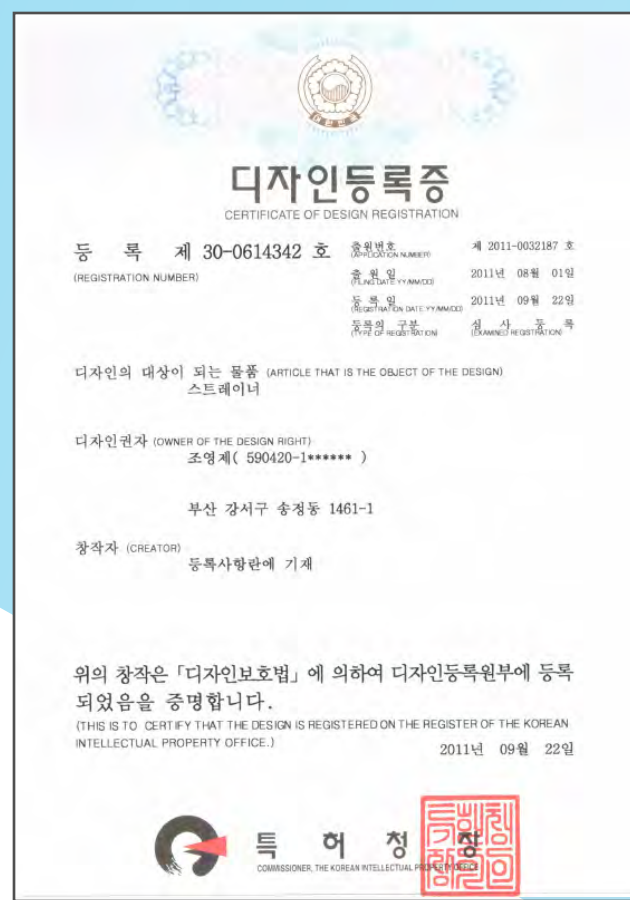 디자인등록증
CERTIFICATE OF DESIGN REGISTRATION
등 록 제 30-0614342 호
(REGISTRATION NUMBER)
출원번호 제 2011-0032187 호
(APPLICATION NUMBER)
출 원 일 2011년 08월 01일
(FILING DATE YY/MM/DD)
등 록 일 2011년 09월 22일
(REGISTRATION DATE YY/MM/DD)
등록의 구분 심 사 등 록
(TYPE OF REGISTRATION) (EXAMINED REGISTRATION)
디자인의 대상이 되는 물품 (ARTICLE THAT IS THE OBJECT OF THE DESIGN)
스트레이너
디자인권자 (OWNER OF THE DESIGN RIGHT)
조영제( 590420-1****** )
부산 강서구 송정동 1461-1
창작자 (CREATOR)
등록사항란에 기재
위의 창작은 「디자인보호법」에 의하여 디자인등록원부에 등록
되었음을 증명합니다.
(THIS IS TO CERTIFY THAT THE DESIGN IS REGISTERED ON THE REGISTER OF THE KOREAN
INTELLECTUAL PROPERTY OFFICE.)
2011년 09월 22일
특 허 청 장
COMMISSIONER, THE KOREAN INTELLECTUAL PROPERTY OFFICE